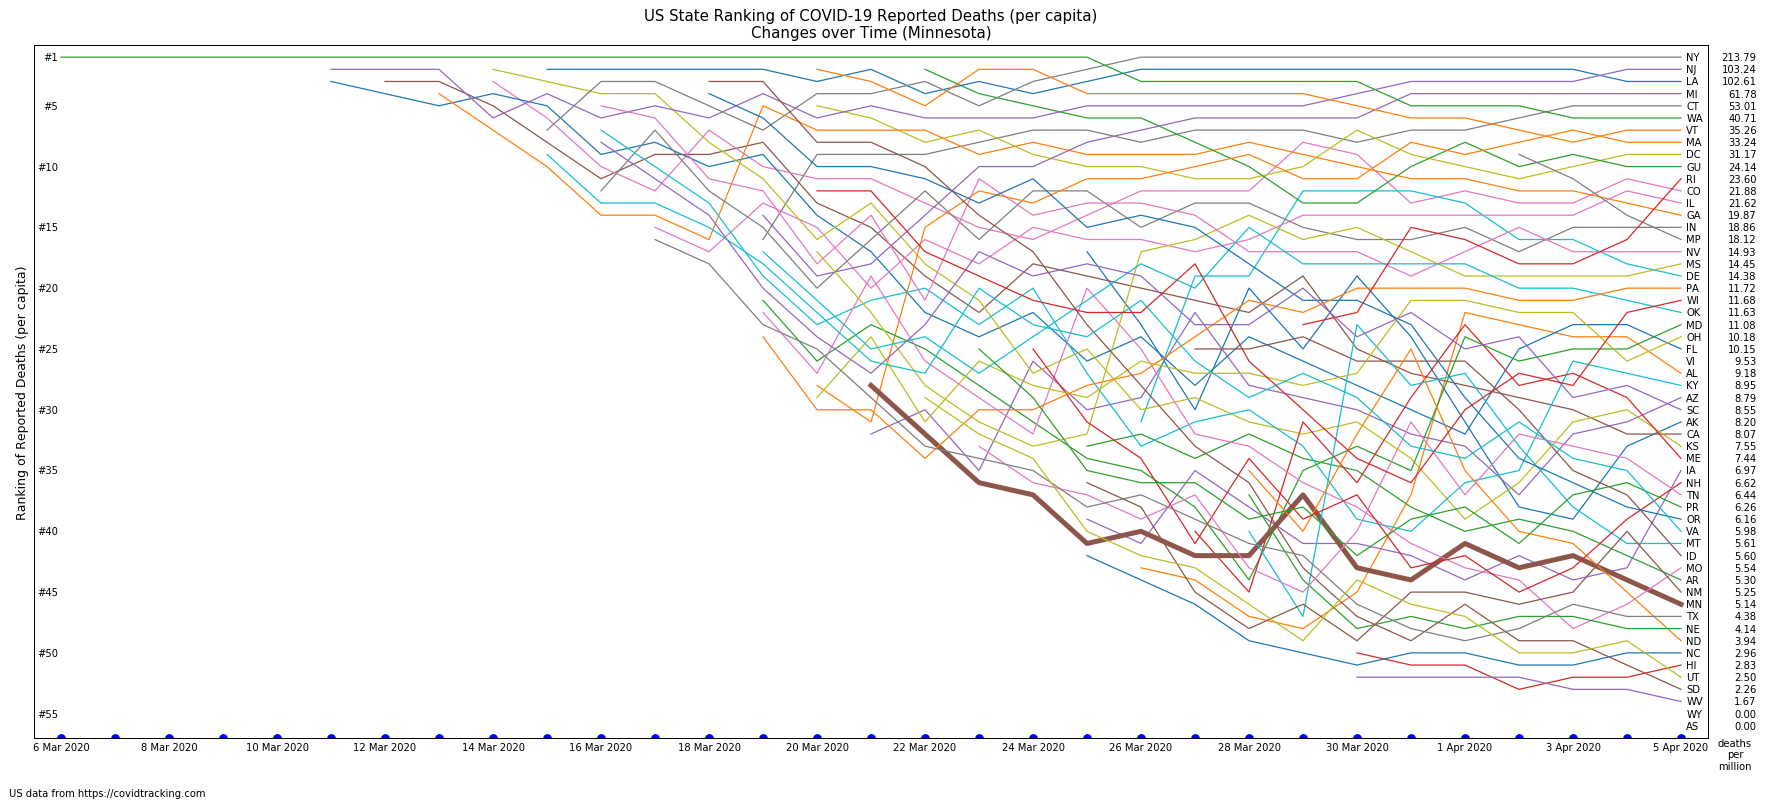 US State Ranking of COVID-19 Reported Deaths (per capita)
Changes over Time (Minnesota)
Ranking of Reported Deaths (per capita)
#1
#5
#10
#15
#20
#25
#30
#35
#40
#45
#50
#55
NY 213.79
NJ 103.24
LA 102.61
MI 61.78
CT 53.01
WA 40.71
VT 35.26
MA 33.24
DC 31.17
GU 24.14
RI 23.60
CO 21.88
IL 21.62
GA 19.87
IN 18.86
MP 18.12
NV 14.93
MS 14.45
DE 14.38
PA 11.72
WI 11.68
OK 11.63
MD 11.08
OH 10.18
FL 10.15
VI 9.53
AL 9.18
KY 8.95
AZ 8.79
SC 8.55
AK 8.20
CA 8.07
KS 7.55
ME 7.44
IA 6.97
NH 6.62
TN 6.44
PR 6.26
OR 6.16
VA 5.98
MT 5.61
ID 5.60
MO 5.54
AR 5.30
NM 5.25
MN 5.14
TX 4.38
NE 4.14
ND 3.94
NC 2.96
HI 2.83
UT 2.50
SD 2.26
WV 1.67
WY 0.00
AS 0.00
6 Mar 2020 8 Mar 2020 10 Mar 2020 12 Mar 2020 14 Mar 2020 16 Mar 2020 18 Mar 2020 20 Mar 2020 22 Mar 2020 24 Mar 2020 26 Mar 2020 28 Mar 2020 30 Mar 2020 1 Apr 2020 3 Apr 2020 5 Apr 2020
deaths
per
million
US data from https://covidtracking.com